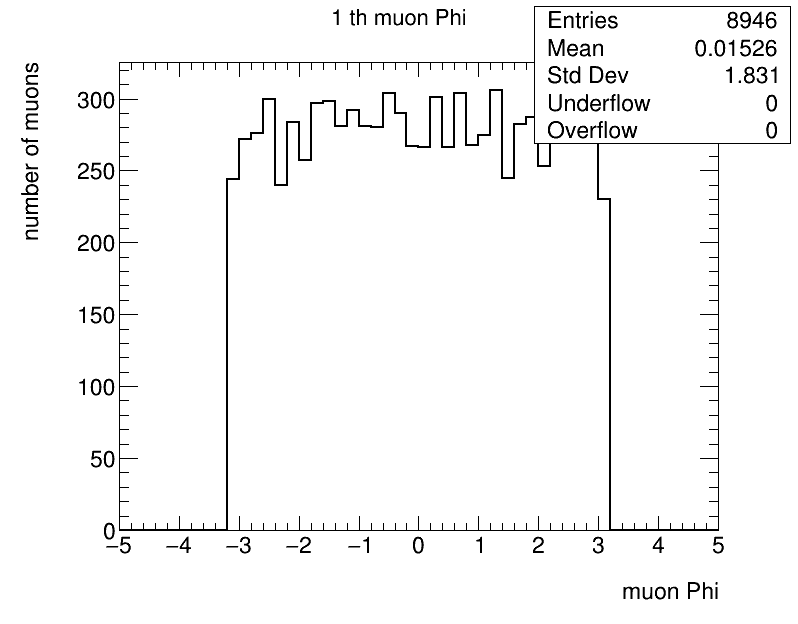 1 th muon Phi
Entries 8946
Mean 0.01526
Std Dev 1.831
Underflow 0
Overflow 0
number of muons
300
250
200
150
100
50
0
−5 −4 −3 −2 −1 0 1 2 3 4 5
muon Phi